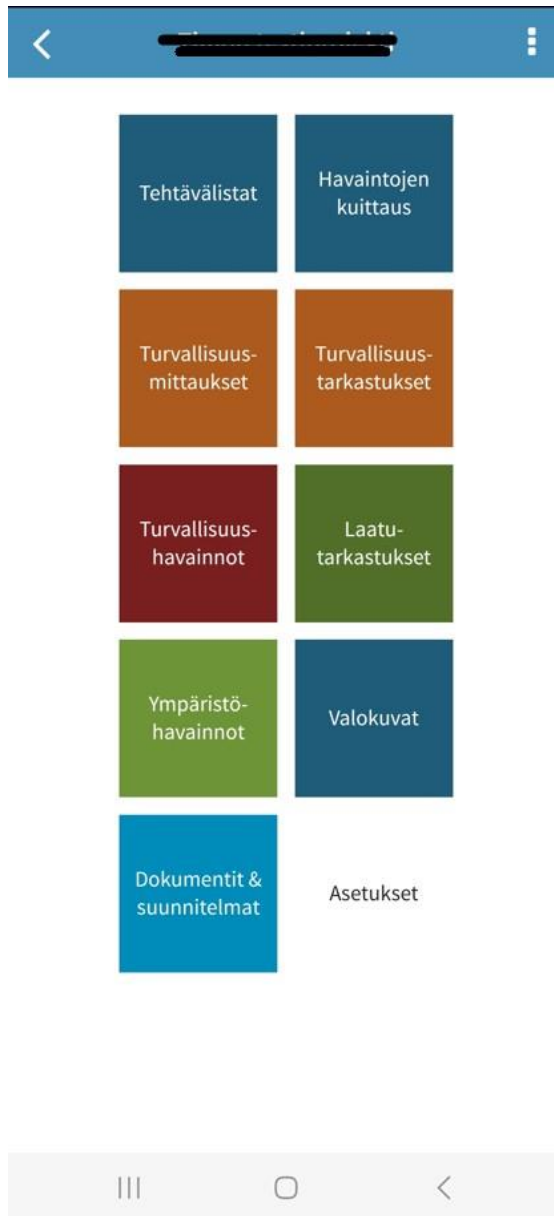 Tehtävälistat
Havaintojen
kuittaus
Turvallisuus-
mittaukset
Turvallisuus-
tarkastukset
Turvallisuus-
havainnot
Laatu-
tarkastukset
Ympäristö-
havainnot
Valokuvat
Dokumentit &
suunnitelmat
Asetukset